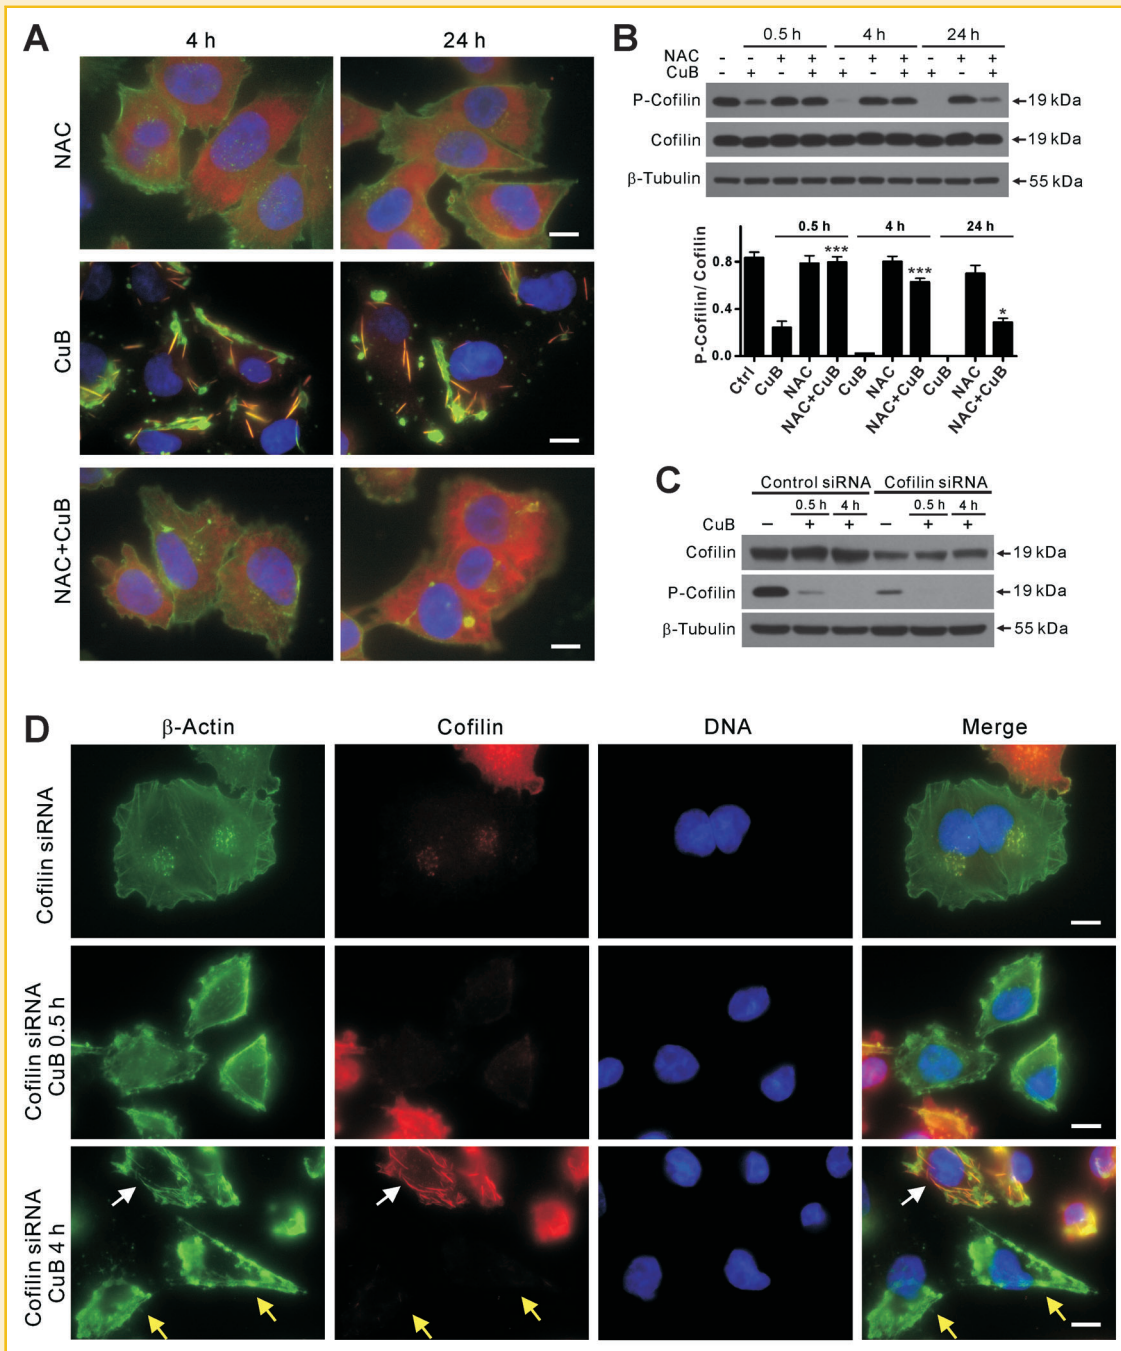 A
4 h
24 h
NAC
CuB
NAC+CuB
B
0.5 h
4 h
24 h
NAC - - + + - + + - + +
CuB - + - + + - + + - +
P-Cofilin
19 kDa
Cofilin
19 kDa
β-Tubulin
55 kDa
0.5 h
4 h
24 h
P-Cofilin/ Cofilin
0.8
0.4
0.0
***
***
*
Ctrl
CuB
NAC
NAC+CuB
CuB
NAC
NAC+CuB
CuB
NAC
NAC+CuB
C
Control siRNA
Cofilin siRNA
0.5 h
4 h
0.5 h
4 h
CuB − + + − + +
Cofilin
19 kDa
P-Cofilin
19 kDa
β-Tubulin
55 kDa
D
β-Actin
Cofilin
DNA
Merge
Cofilin siRNA
Cofilin siRNA
CuB 0.5 h
Cofilin siRNA
CuB 4 h